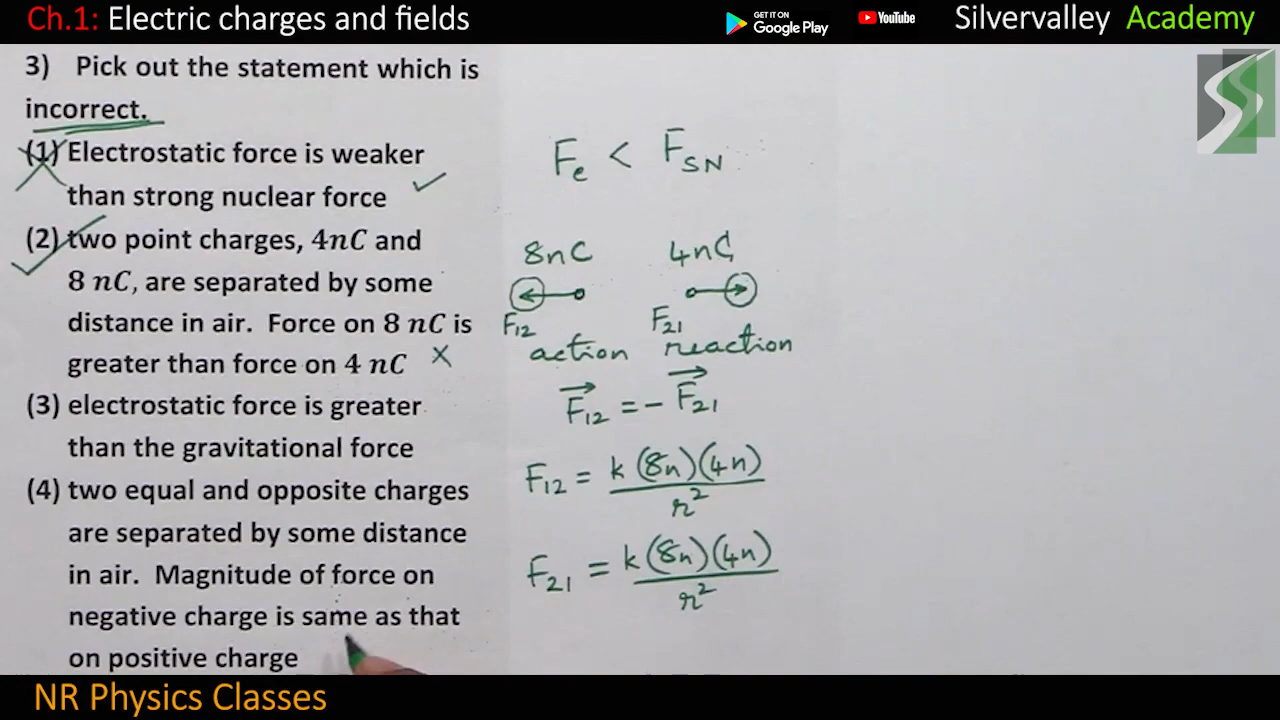 Ch.1: Electric charges and fields
GET IT ON
Google Play
YouTube
Silvervalley Academy
3) Pick out the statement which is
incorrect.
(1) Electrostatic force is weaker
than strong nuclear force
(2) two point charges, 4nC and
8 nC, are separated by some
distance in air. Force on 8 nC is
greater than force on 4 nC
(3) electrostatic force is greater
than the gravitational force
(4) two equal and opposite charges
are separated by some distance
in air. Magnitude of force on
negative charge is same as that
on positive charge
Fe < FSN
8nC 4nC
F12 F21
action reaction
F12 = - F21
F12 = k (8n)(4n)
r2
F21 = k (8n)(4n)
r2
NR Physics Classes